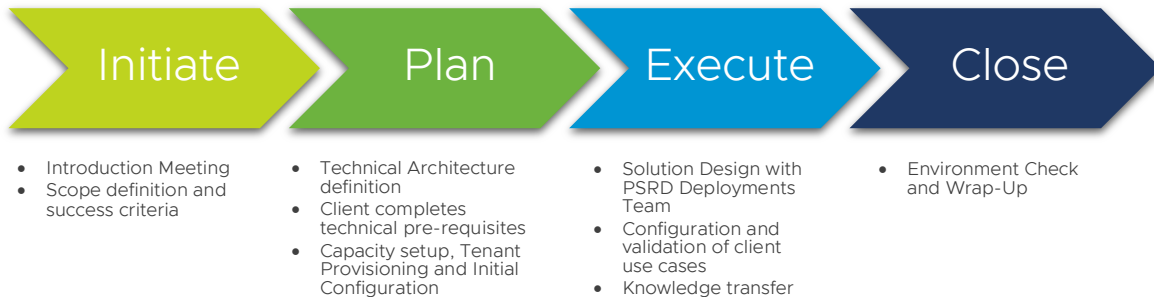 Initiate
Plan
Execute
Close
• Introduction Meeting
• Scope definition and
success criteria
• Technical Architecture
definition
• Client completes
technical pre-requisites
• Capacity setup, Tenant
Provisioning and Initial
Configuration
• Solution Design with
PSRD Deployments
Team
• Configuration and
validation of client
use cases
• Knowledge transfer
• Environment Check
and Wrap-Up